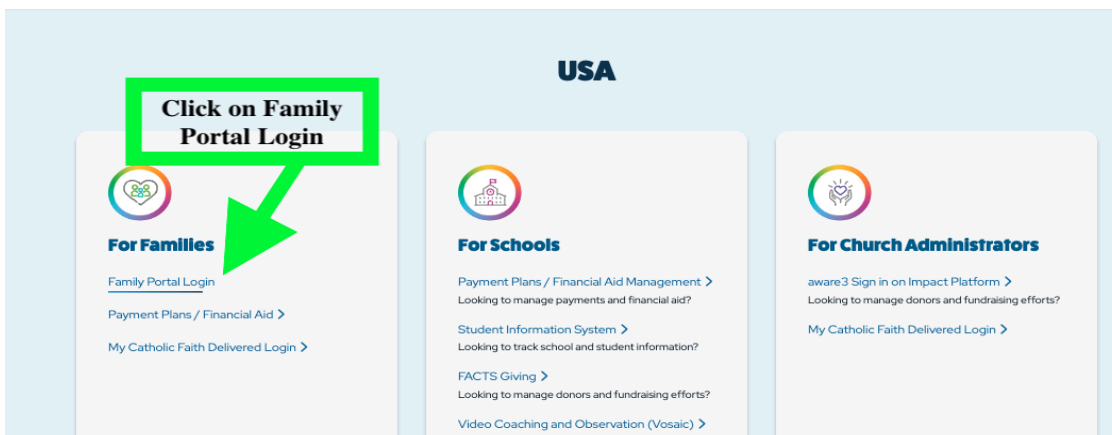 USA
Click on Family
Portal Login
For Families
Family Portal Login
Payment Plans / Financial Aid >
My Catholic Faith Delivered Login >
For Schools
Payment Plans / Financial Aid Management >
Looking to manage payments and financial aid?
Student Information System >
Looking to track school and student information?
FACTS Giving >
Looking to manage donors and fundraising efforts?
Video Coaching and Observation (Vosaic) >
For Church Administrators
aware3 Sign in on Impact Platform >
Looking to manage donors and fundraising efforts?
My Catholic Faith Delivered Login >